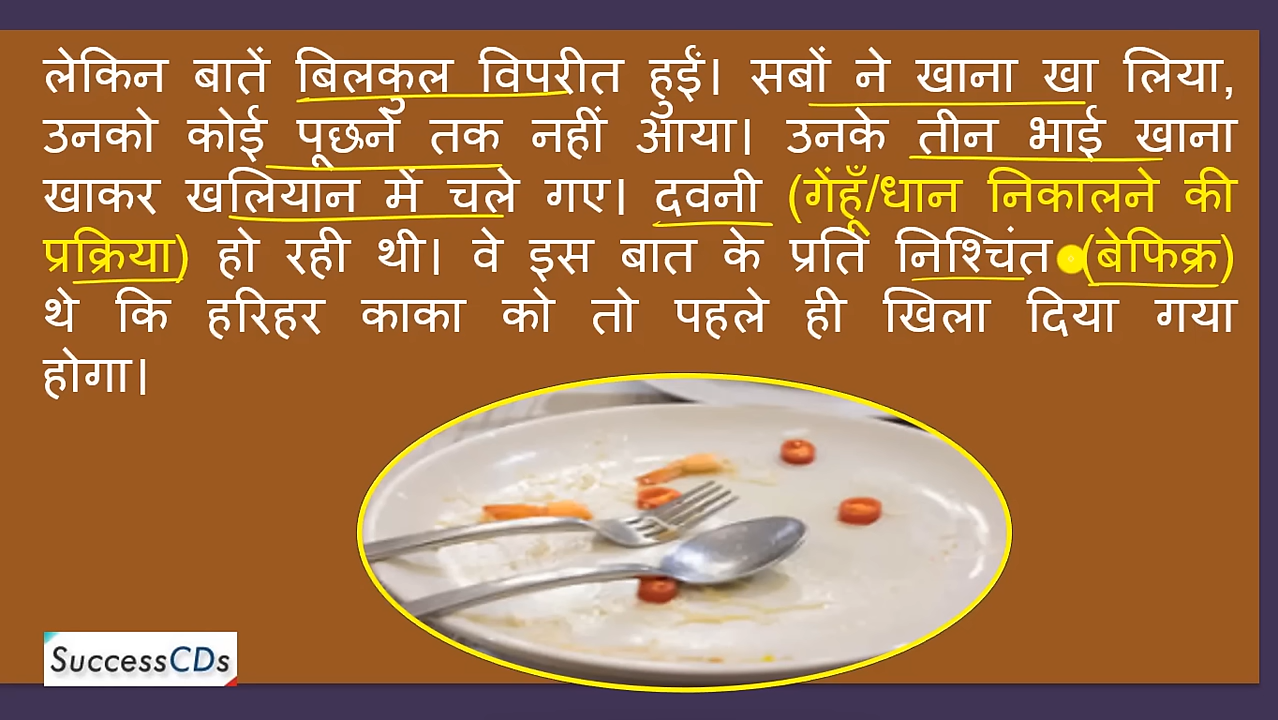 लेकिन बातें बिलकुल विपरीत हुईं। सबों ने खाना खा लिया,
उनको कोई पूछने तक नहीं आया। उनके तीन भाई खाना
खाकर खलियान में चले गए। दवनी (गेंहूँ/धान निकालने की
प्रक्रिया) हो रही थी। वे इस बात के प्रति निश्चिंत (बेफिक्र)
थे कि हरिहर काका को तो पहले ही खिला दिया गया
होगा।
SuccessCDs